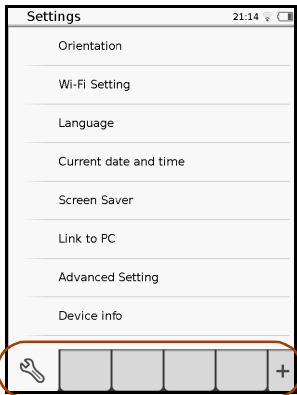 Settings 21:14
Orientation
Wi-Fi Setting
Language
Current date and time
Screen Saver
Link to PC
Advanced Setting
Device info
+